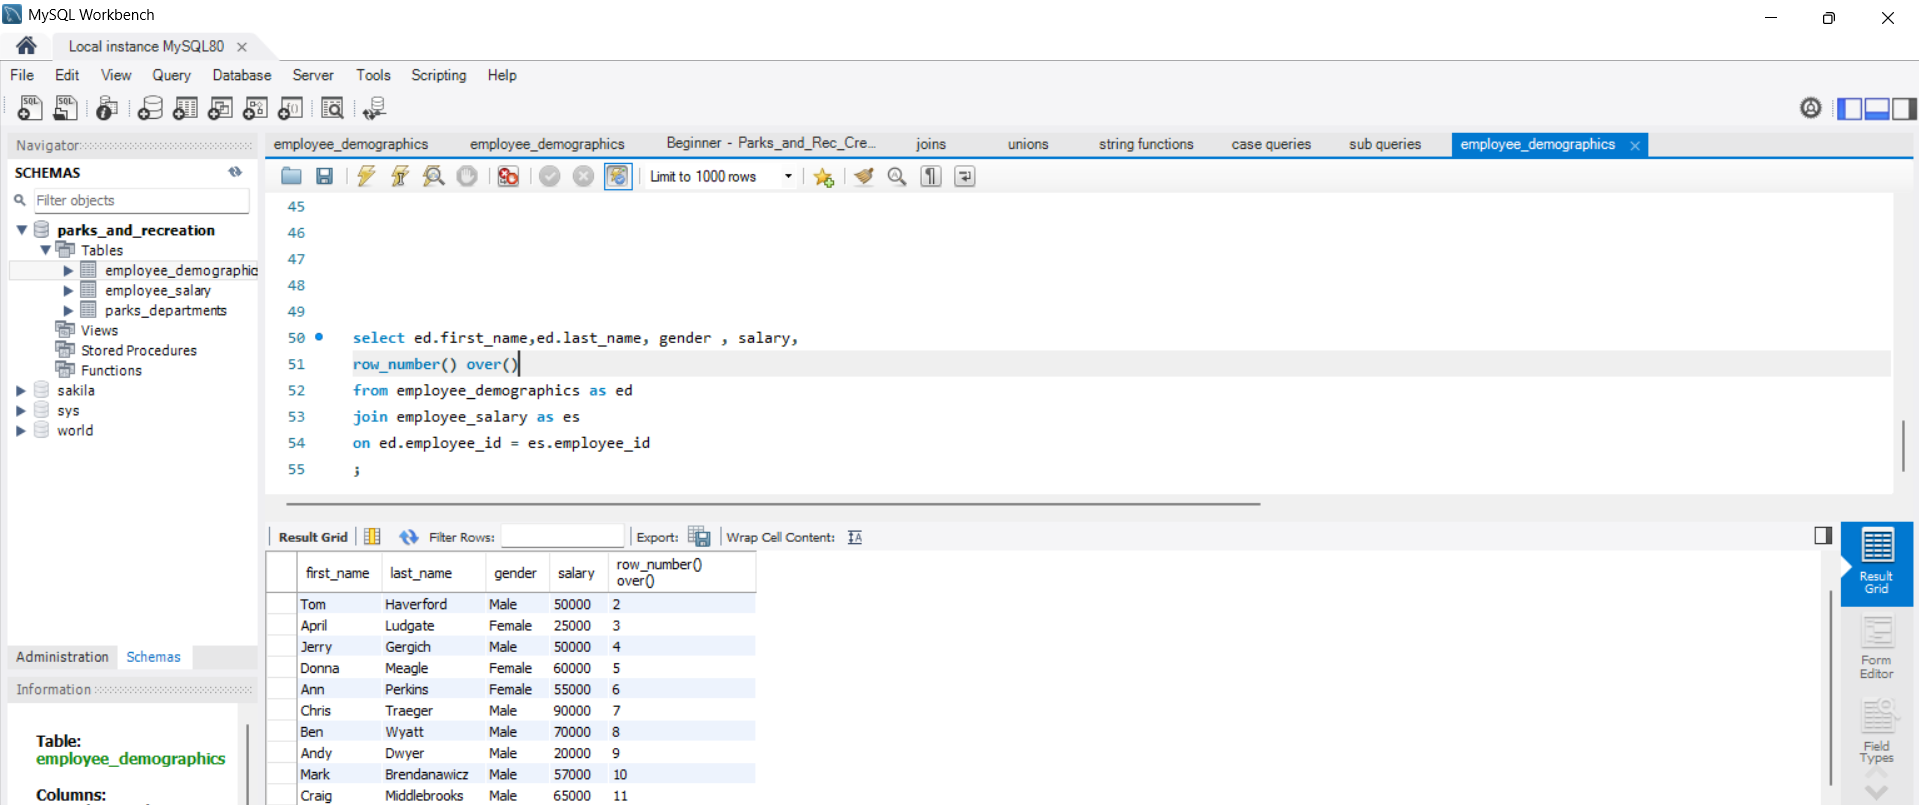 MySQL Workbench
Local instance MySQL80
File Edit View Query Database Server Tools Scripting Help
Navigator
SCHEMAS
Filter objects
parks_and_recreation
Tables
employee_demographic
employee_salary
parks_departments
Views
Stored Procedures
Functions
sakila
sys
world
Administration Schemas
Information
Table:
employee_demographics
Columns:
employee_demographics employee_demographics Beginner - Parks_and_Rec_Cre... joins unions string functions case queries sub queries employee_demographics
Limit to 1000 rows
45
46
47
48
49
50 select ed.first_name,ed.last_name, gender , salary,
51 row_number() over()
52 from employee_demographics as ed
53 join employee_salary as es
54 on ed.employee_id = es.employee_id
55 ;
Result Grid Filter Rows: Export: Wrap Cell Content:
first_name last_name gender salary row_number() over()
Tom Haverford Male 50000 2
April Ludgate Female 25000 3
Jerry Gergich Male 50000 4
Donna Meagle Female 60000 5
Ann Perkins Female 55000 6
Chris Traeger Male 90000 7
Ben Wyatt Male 70000 8
Andy Dwyer Male 20000 9
Mark Brendanawicz Male 57000 10
Craig Middlebrooks Male 65000 11
Result
Grid
Form
Editor
Field
Types